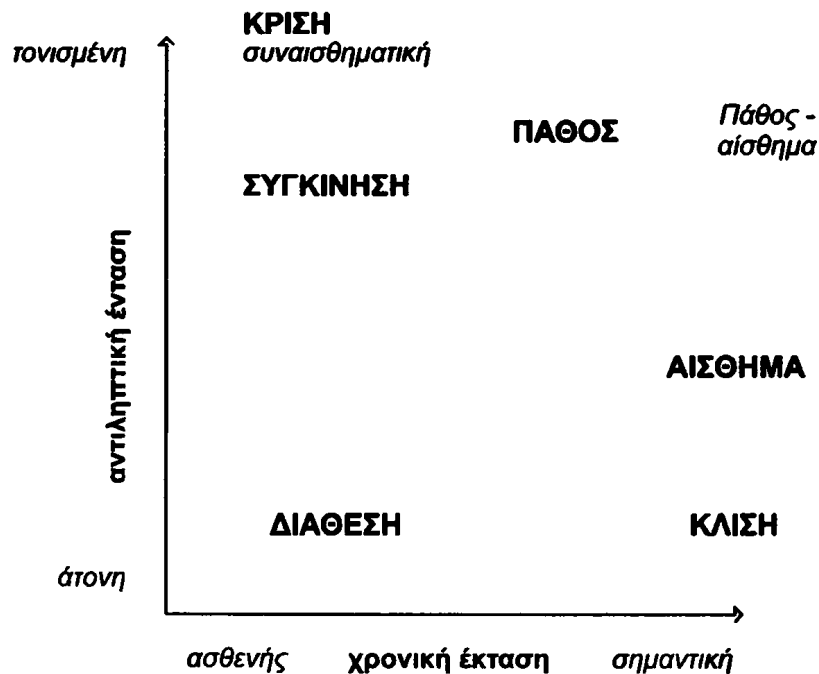 ΚΡΙΣΗ
τονισμένη
συναισθηματική
ΠΑΘΟΣ
Πάθος -
αίσθημα
ΣΥΓΚΙΝΗΣΗ
αντιληπτική ένταση
ΑΙΣΘΗΜΑ
ΔΙΑΘΕΣΗ
ΚΛΙΣΗ
άτονη
ασθενής
χρονική έκταση
σημαντική